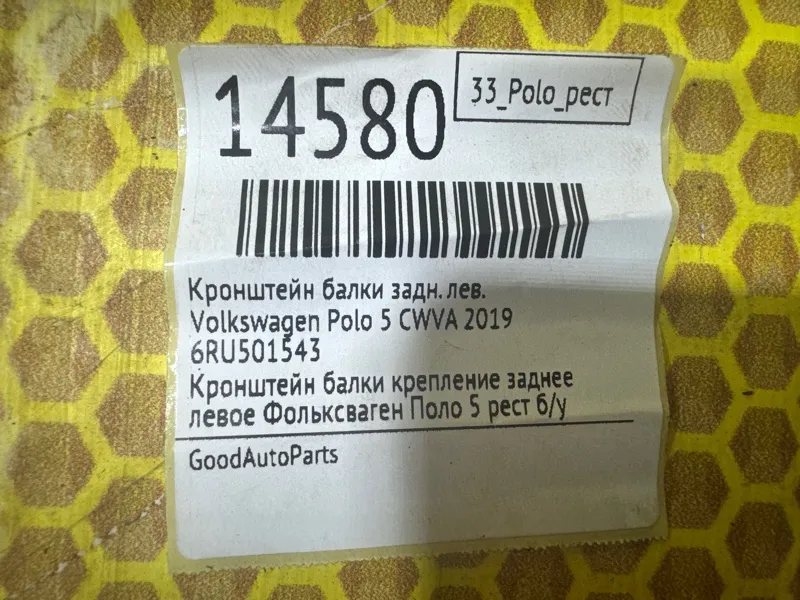 14580
33_Polo_рест
Кронштейн балки задн. лев.
Volkswagen Polo 5 CWVA 2019
6RU501543
Кронштейн балки крепление заднее
левое Фольксваген Поло 5 рест б/у
GoodAutoParts